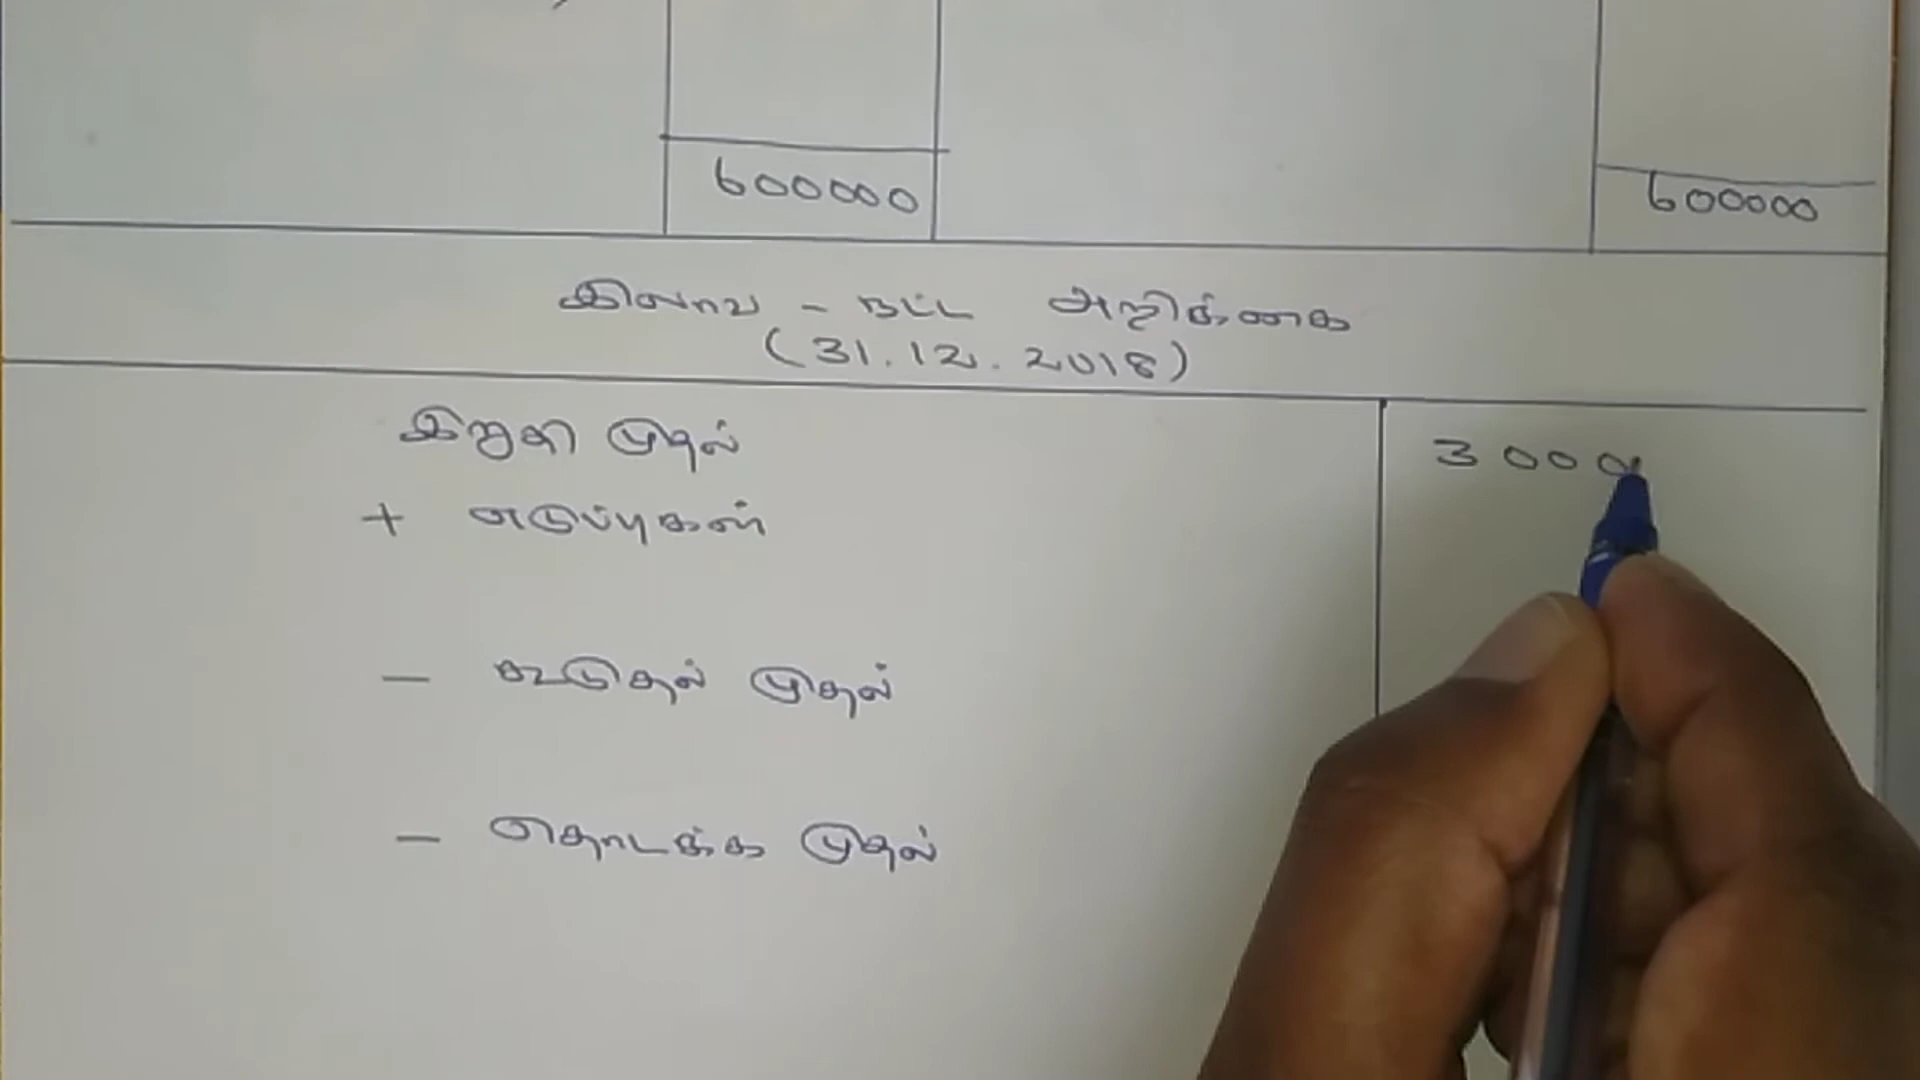 600000 600000
இலாப - நட்ட அறிக்கை
(31.12.2018)
இறுதி முதல் 3000
+ எடுப்புகள்
- கூடுதல் முதல்
- தொடக்க முதல்